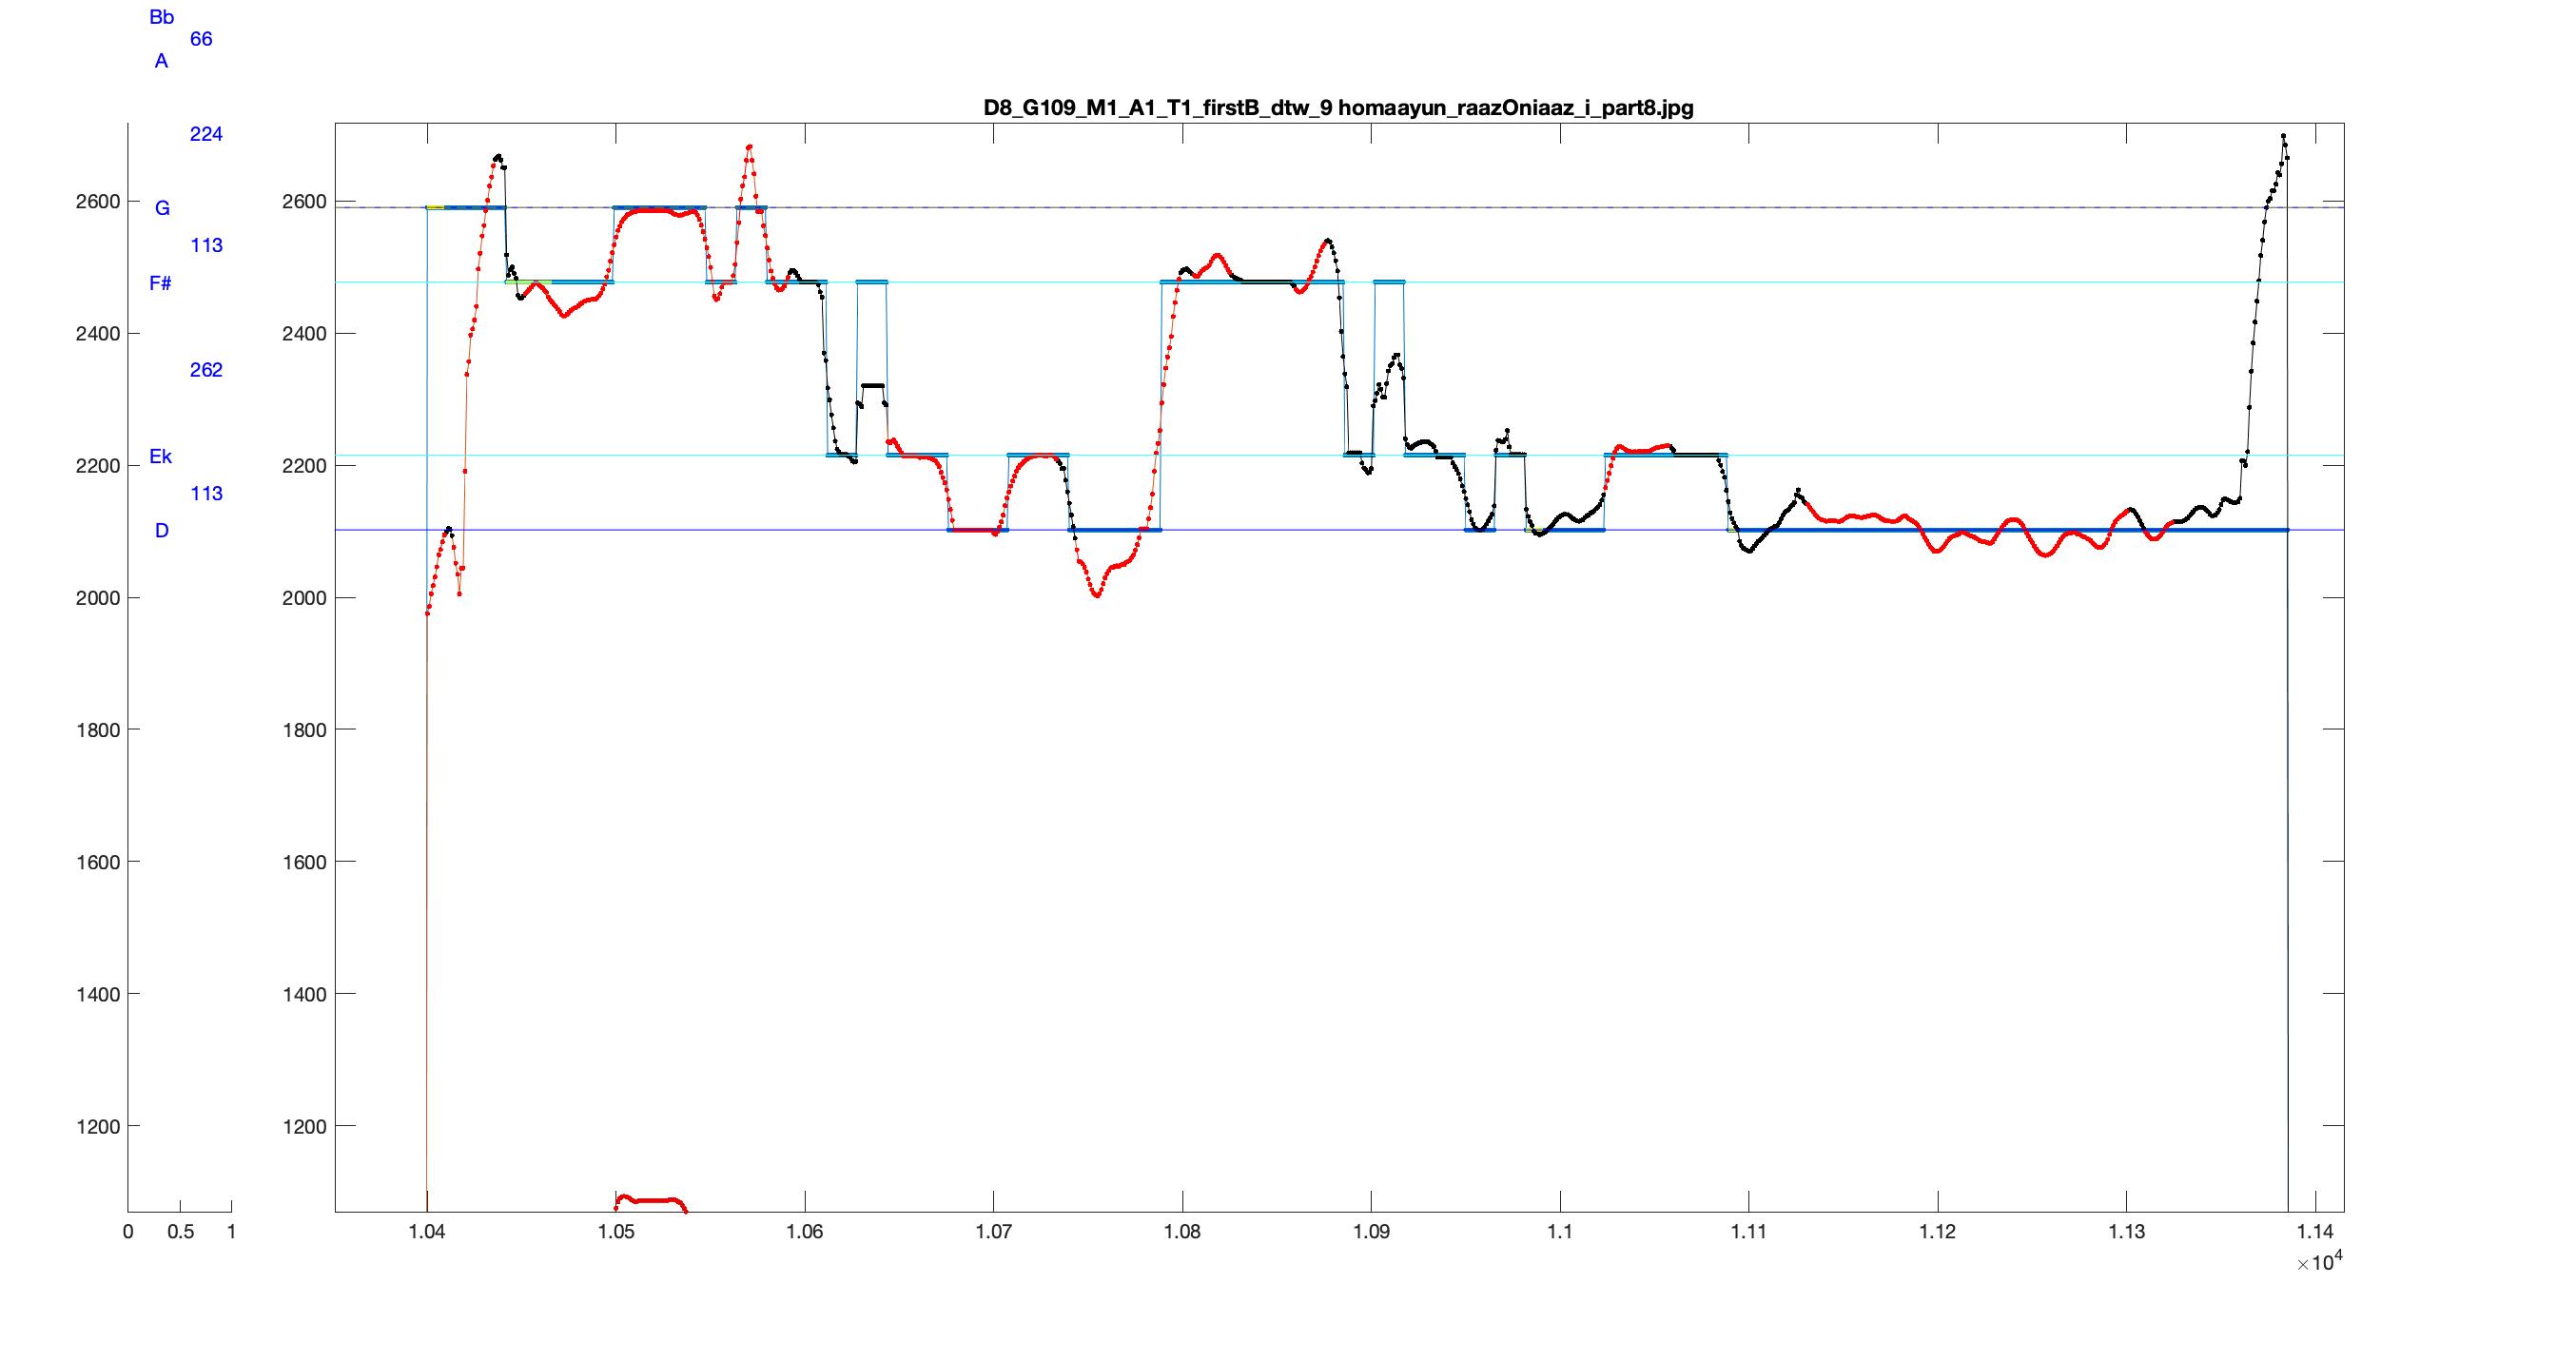 Bb
66
A
D8_G109_M1_A1_T1_firstB_dtw_9 homaayun_raazOniaaz_i_part8.jpg
224
2600 G 2600
113
F#
2400 2400
262
2200 Ek 2200
113
D
2000 2000
1800 1800
1600 1600
1400 1400
1200 1200
0 0.5 1 1.04 1.05 1.06 1.07 1.08 1.09 1.1 1.11 1.12 1.13 1.14
×10⁴